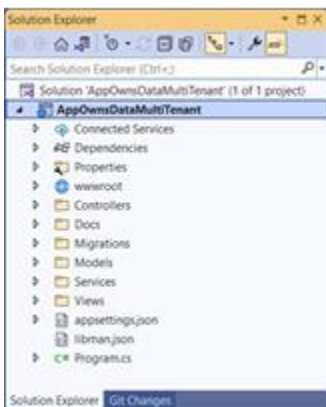 Solution Explorer
Search Solution Explorer (Ctrl+;)
Solution 'AppOwnsDataMultiTenant' (1 of 1 project)
AppOwnsDataMultiTenant
Connected Services
Dependencies
Properties
wwwroot
Controllers
Docs
Migrations
Models
Services
Views
appsettings.json
libman.json
C# Program.cs
Solution Explorer Git Changes